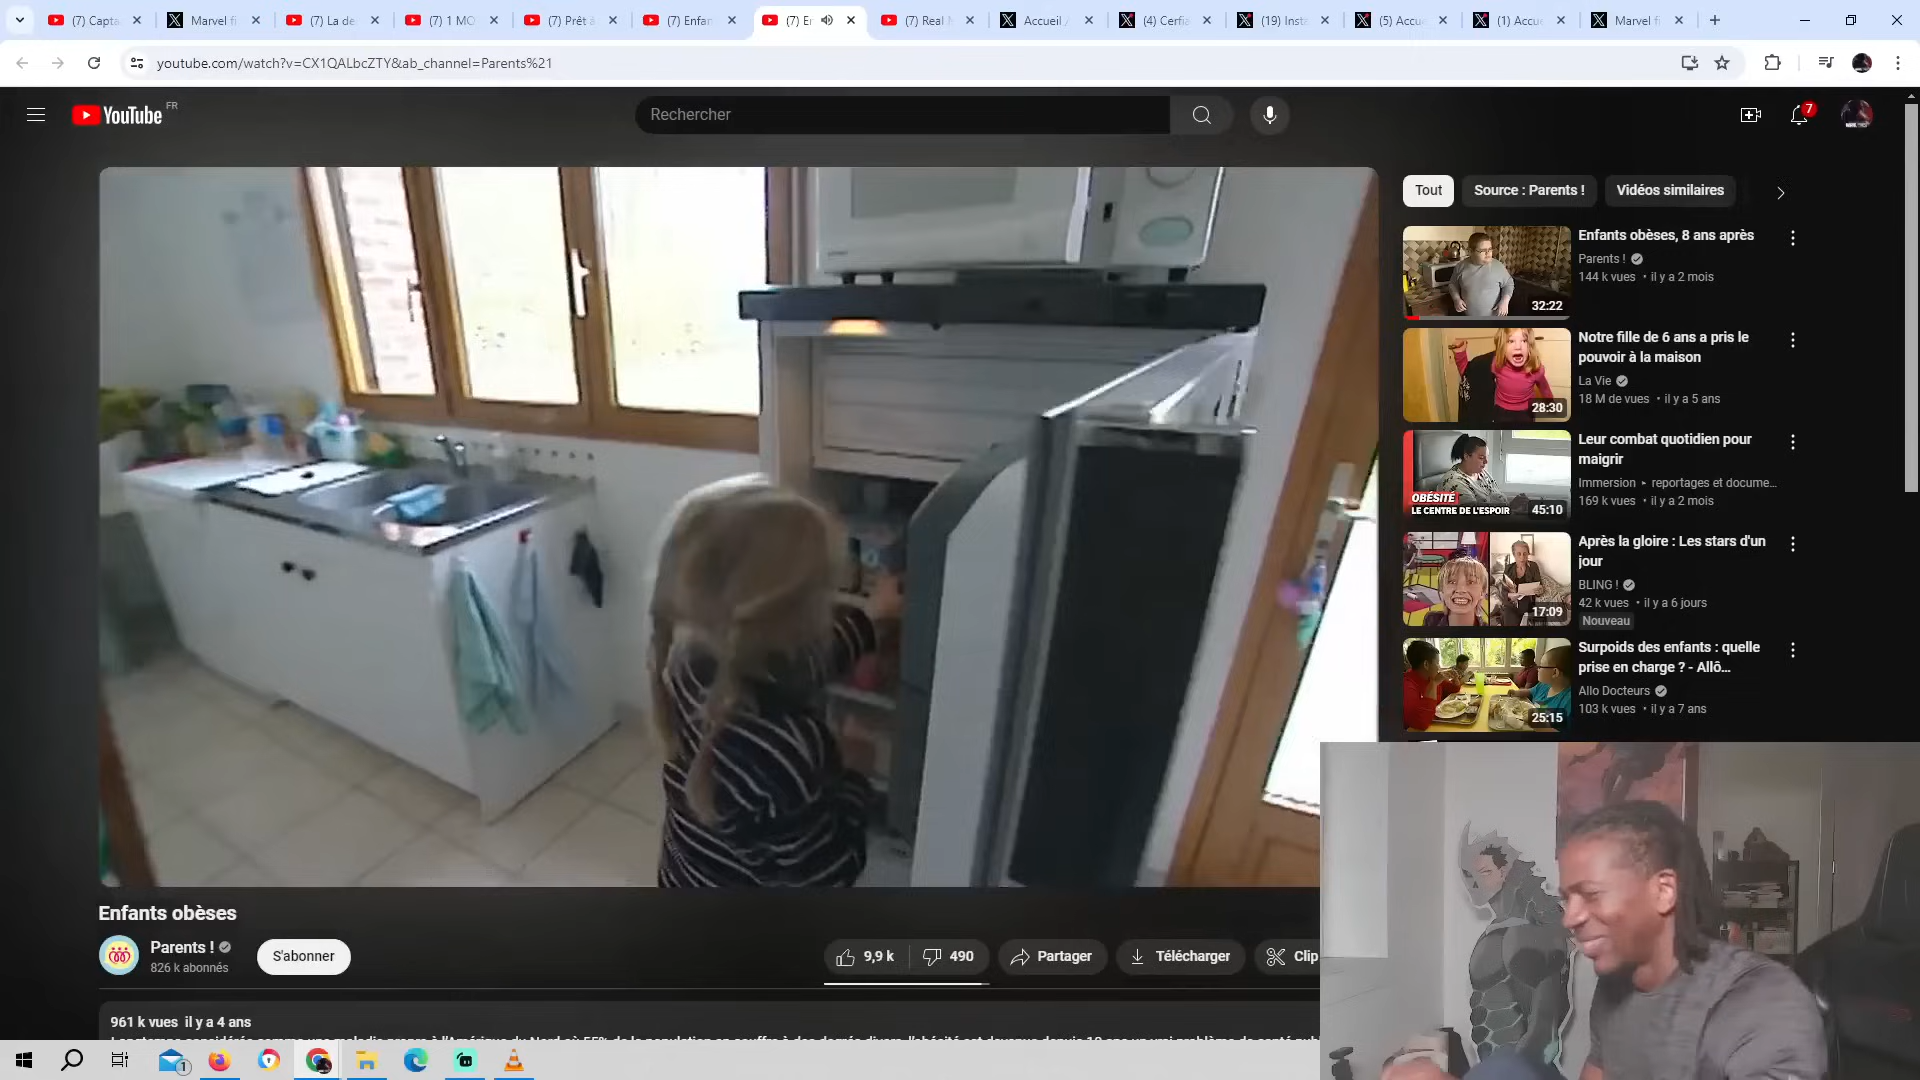 (7) Capta
Marvel fi
(7) La de
(7) 1 MO
(7) Prêt à
(7) Enfan
(7) E
(7) Real
Accueil /
(4) Cerfia
(19) Insta
(5) Accue
(1) Accue
Marvel fi
youtube.com/watch?v=CX1QALbcZTY&ab_channel=Parents%21
YouTube FR
Rechercher
7
Tout
Source : Parents !
Vidéos similaires
Enfants obèses, 8 ans après
Parents !
144 k vues • il y a 2 mois
32:22
Notre fille de 6 ans a pris le
pouvoir à la maison
La Vie
18 M de vues • il y a 5 ans
28:30
Leur combat quotidien pour
maigrir
Immersion ▸ reportages et docume...
169 k vues • il y a 2 mois
OBÉSITÉ
LE CENTRE DE L'ESPOIR
45:10
Après la gloire : Les stars d'un
jour
BLING !
42 k vues • il y a 6 jours
Nouveau
17:09
Surpoids des enfants : quelle
prise en charge ? - Allô...
Allo Docteurs
103 k vues • il y a 7 ans
25:15
Enfants obèses
Parents !
826 k abonnés
S'abonner
9,9 k
490
Partager
Télécharger
Clip
961 k vues il y a 4 ans
1